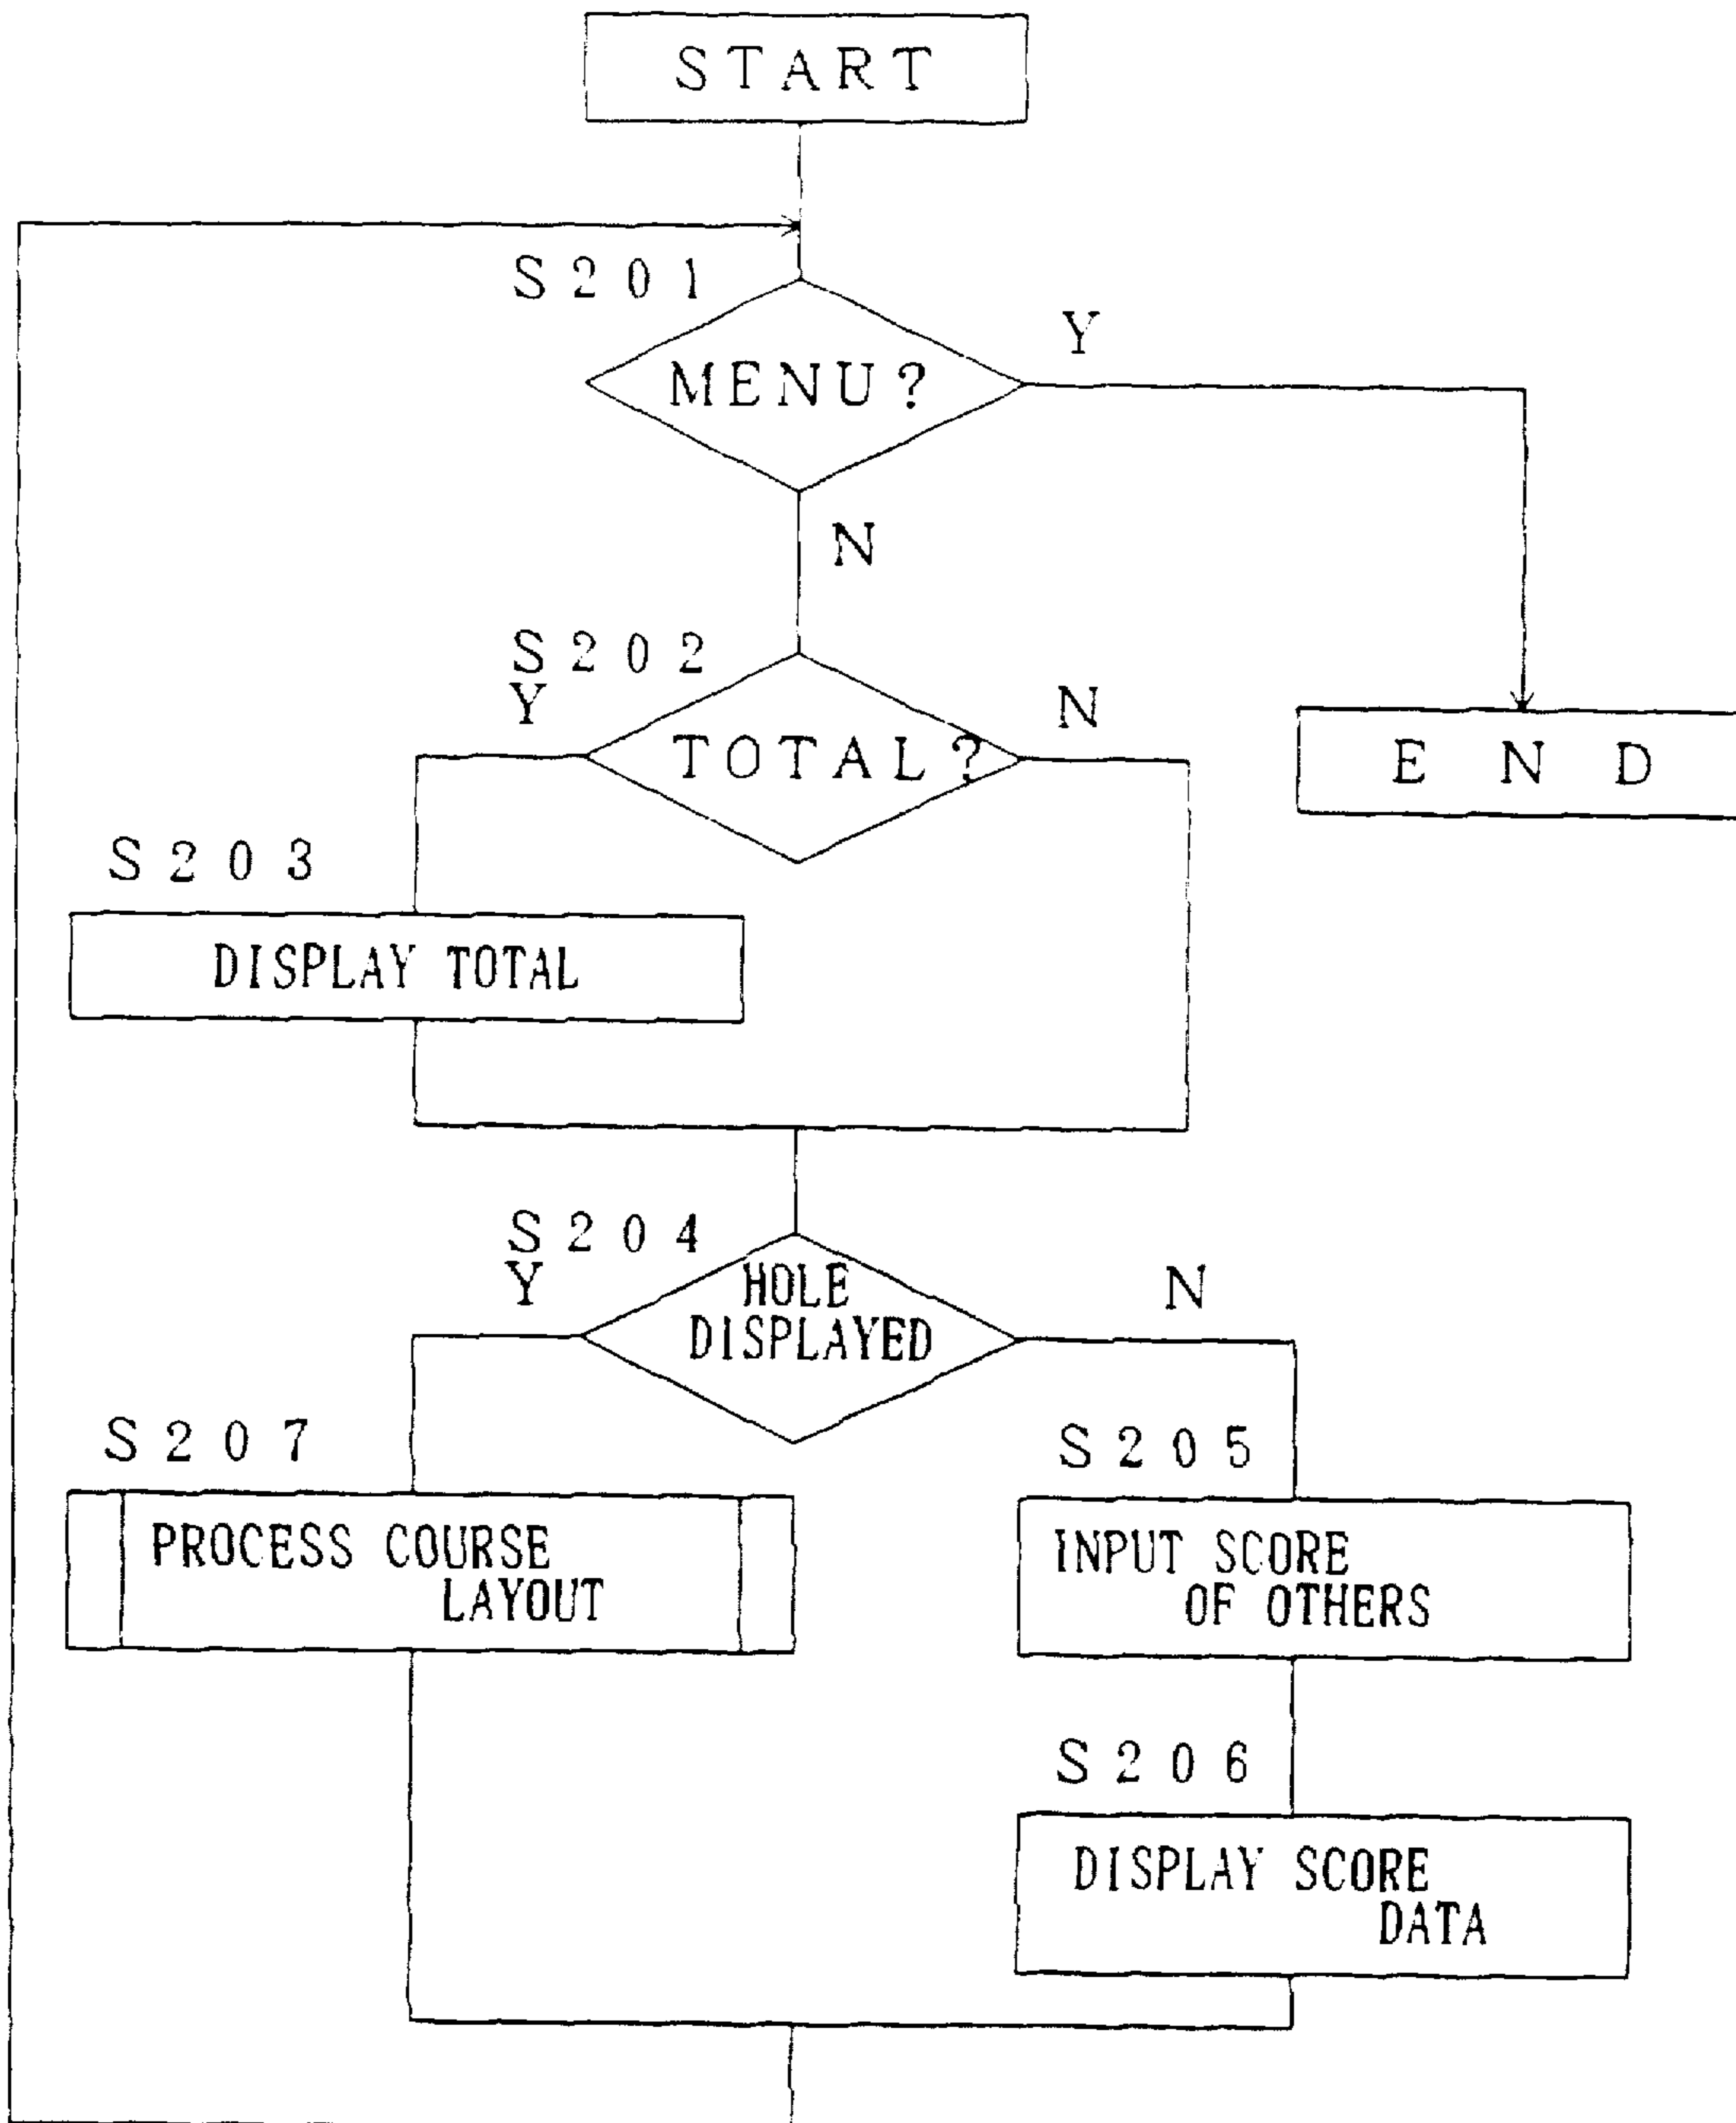 START
S201
Y
MENU?
N
S202
Y
N
TOTAL?
END
S203
DISPLAY TOTAL
S204
Y
N
HOLE
DISPLAYED
S207
S205
PROCESS COURSE
LAYOUT
INPUT SCORE
OF OTHERS
S206
DISPLAY SCORE
DATA